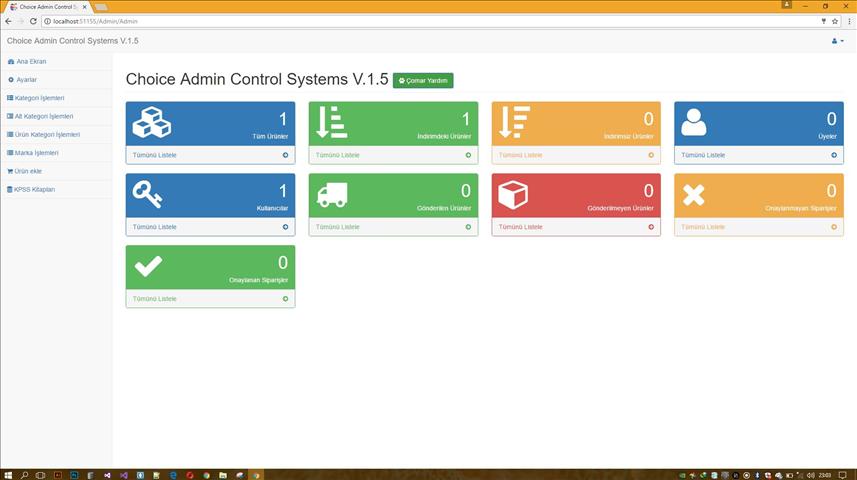 Choice Admin Control S
localhost:51155/Admin/Admin
Choice Admin Control Systems V.1.5
Ana Ekran
Ayarlar
Kategori İşlemleri
Alt Kategori İşlemleri
Ürün Kategori İşlemleri
Marka İşlemleri
Ürün ekle
KPSS Kitapları
Choice Admin Control Systems V.1.5
Çomar Yardım
1
Tüm Ürünler
Tümünü Listele
1
İndirimdeki Ürünler
Tümünü Listele
0
İndirimsiz Ürünler
Tümünü Listele
0
Üyeler
Tümünü Listele
1
Kullanıcılar
Tümünü Listele
0
Gönderilen Ürünler
Tümünü Listele
0
Gönderilmeyen Ürünler
Tümünü Listele
0
Onaylanmayan Siparişler
Tümünü Listele
0
Onaylanan Siparişler
Tümünü Listele
23:03